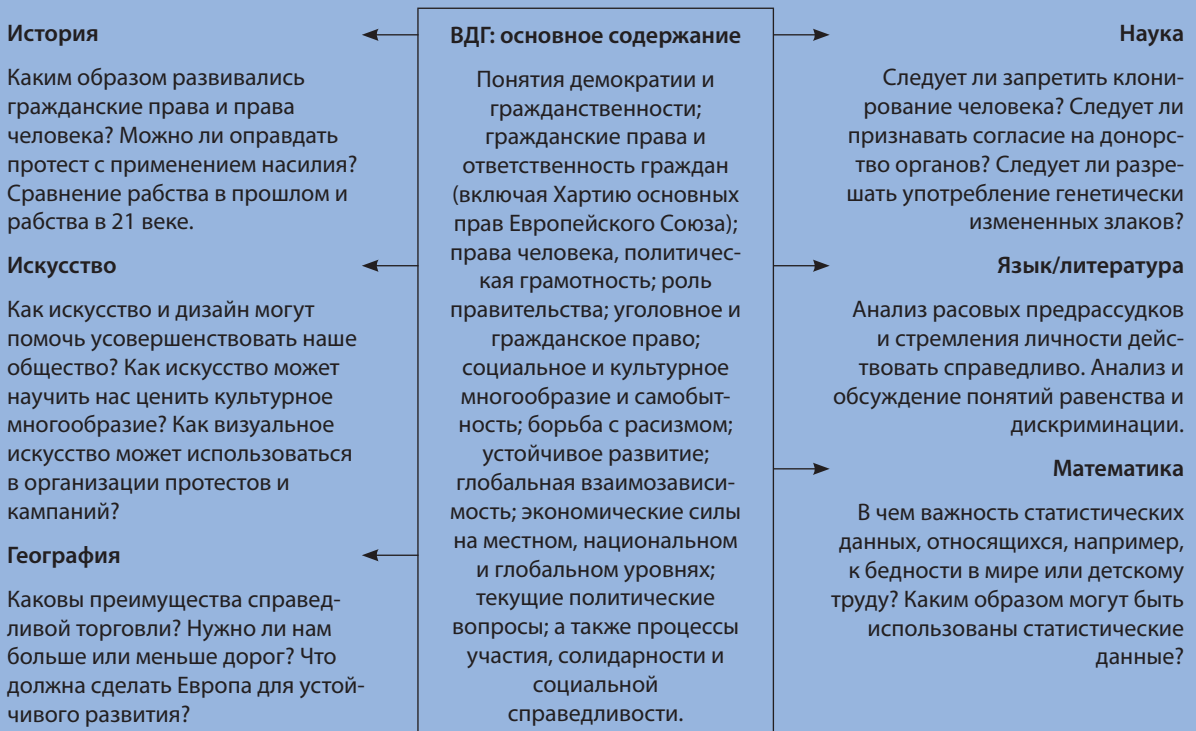 История
Каким образом развивались
гражданские права и права
человека? Можно ли оправдать
протест с применением насилия?
Сравнение рабства в прошлом и
рабства в 21 веке.
Искусство
Как искусство и дизайн могут
помочь усовершенствовать наше
общество? Как искусство может
научить нас ценить культурное
многообразие? Как визуальное
искусство может использоваться
в организации протестов и
кампаний?
География
Каковы преимущества справед-
ливой торговли? Нужно ли нам
больше или меньше дорог? Что
должна сделать Европа для устой-
чивого развития?
ВДГ: основное содержание
Понятия демократии и
гражданственности;
гражданские права и
ответственность граждан
(включая Хартию основных
прав Европейского Союза);
права человека, политичес-
кая грамотность; роль
правительства; уголовное и
гражданское право;
социальное и культурное
многообразие и самобыт-
ность; борьба с расизмом;
устойчивое развитие;
глобальная взаимозависи-
мость; экономические силы
на местном, национальном
и глобальном уровнях;
текущие политические
вопросы; а также процессы
участия, солидарности и
социальной
справедливости.
Наука
Следует ли запретить клони-
рование человека? Следует ли
признавать согласие на донорс-
тво органов? Следует ли разре-
шать употребление генетически
измененных злаков?
Язык/литература
Анализ расовых предрассудков
и стремления личности дейс-
твовать справедливо. Анализ и
обсуждение понятий равенства и
дискриминации.
Математика
В чем важность статистических
данных, относящихся, например,
к бедности в мире или детскому
труду? Каким образом могут быть
использованы статистические
данные?